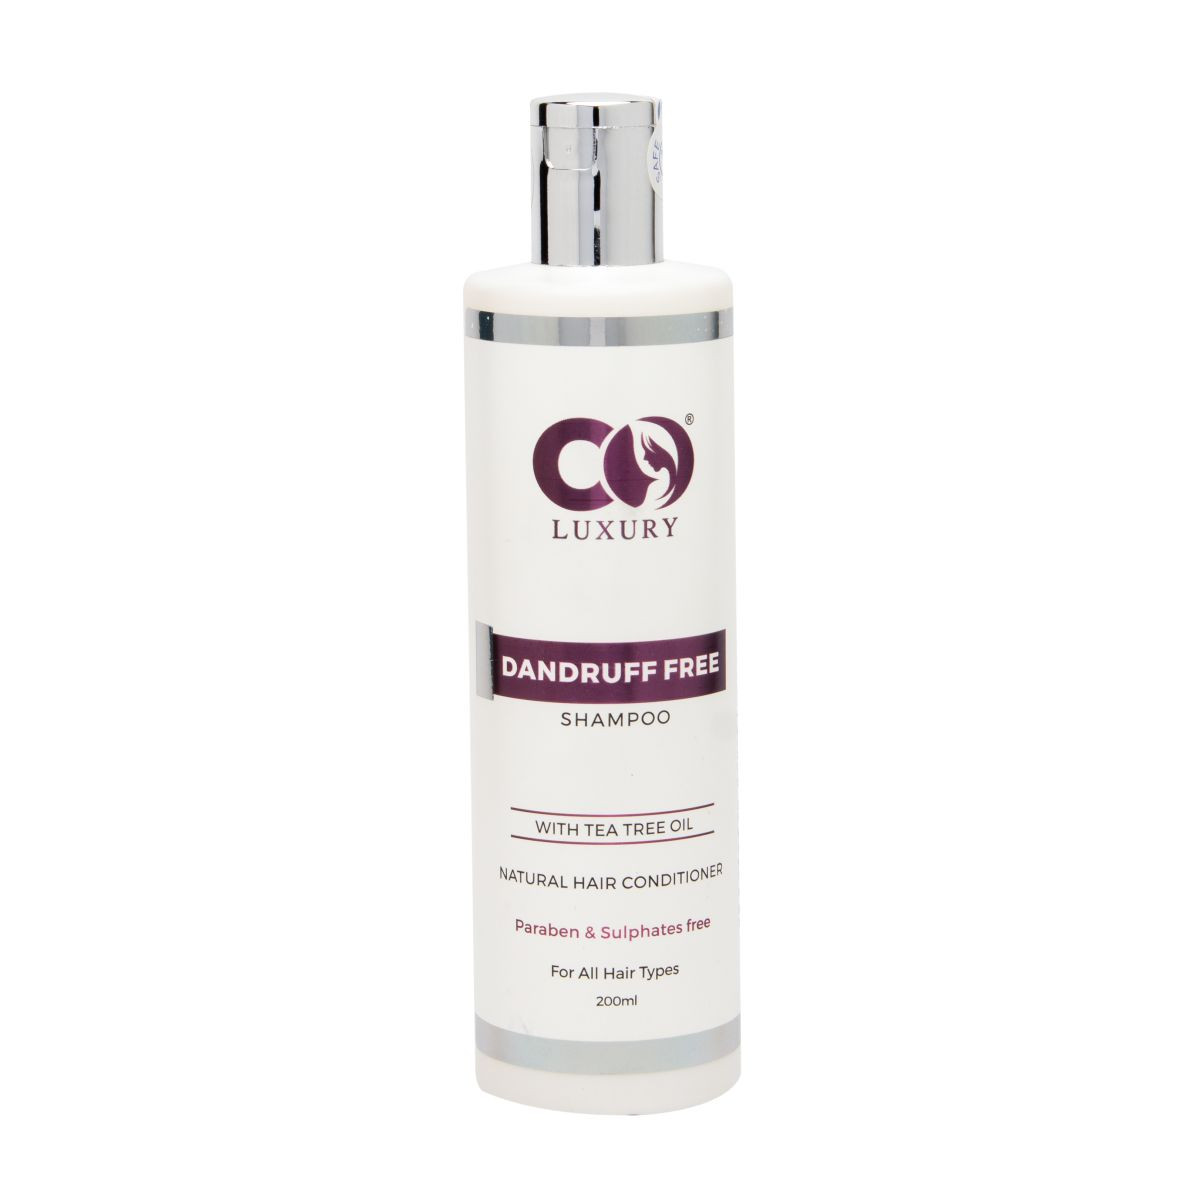 SAFE
CO®
LUXURY
DANDRUFF FREE
SHAMPOO
WITH TEA TREE OIL
NATURAL HAIR CONDITIONER
Paraben & Sulphates free
For All Hair Types
200ml